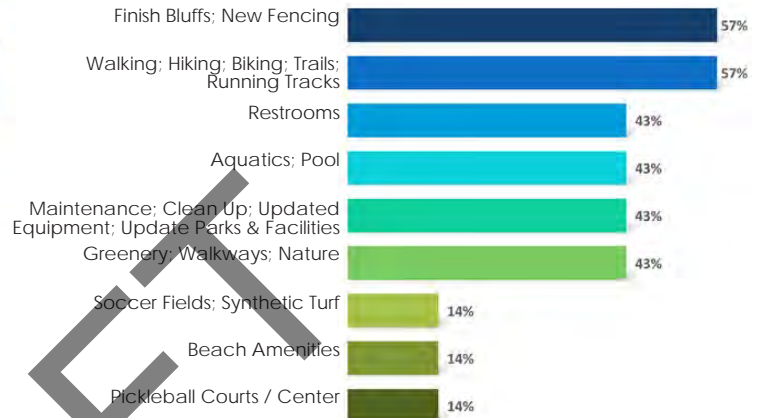 Finish Bluffs; New Fencing
57%
Walking; Hiking; Biking; Trails;
Running Tracks
57%
Restrooms
43%
Aquatics; Pool
43%
Maintenance; Clean Up; Updated
Equipment; Update Parks & Facilities
43%
Greenery; Walkways; Nature
43%
Soccer Fields; Synthetic Turf
14%
Beach Amenities
14%
Pickleball Courts / Center
14%
CT